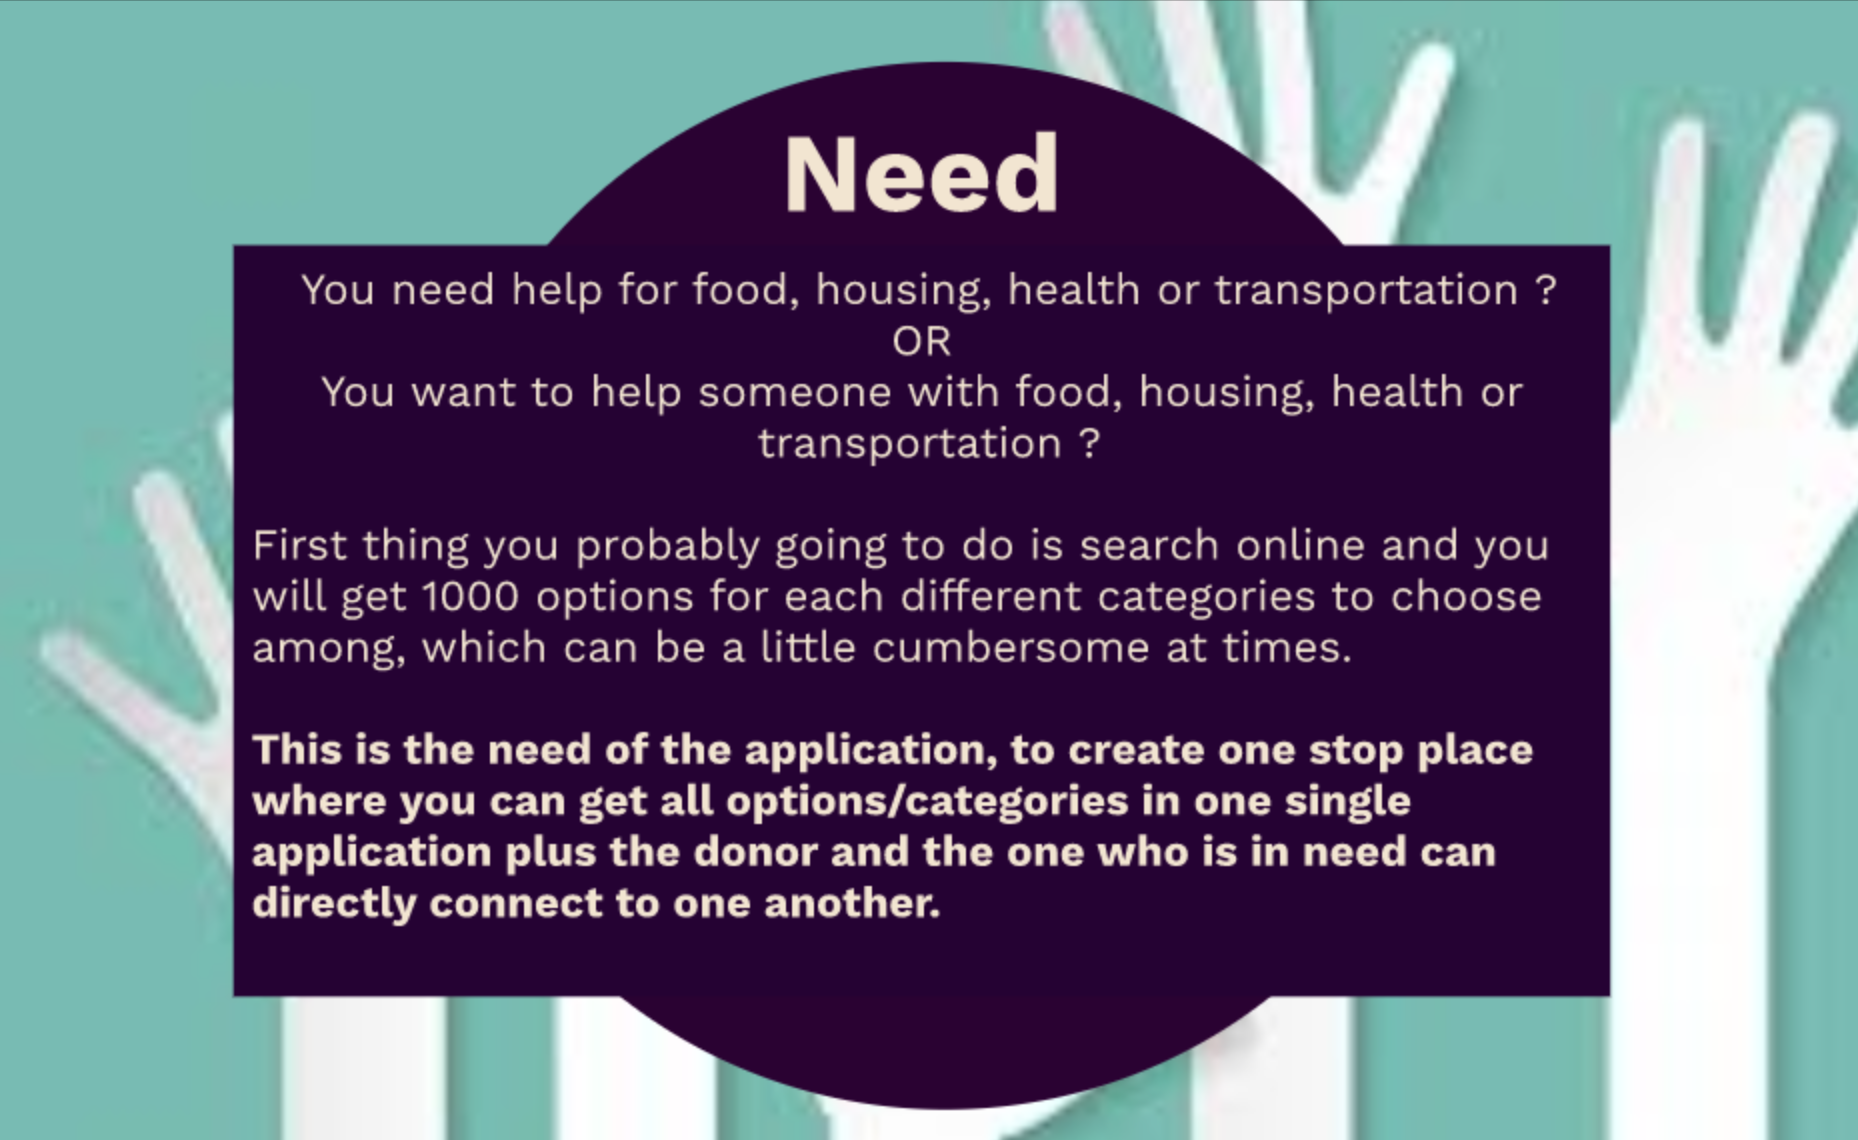 Need
You need help for food, housing, health or transportation ?
OR
You want to help someone with food, housing, health or
transportation ?
First thing you probably going to do is search online and you
will get 1000 options for each different categories to choose
among, which can be a little cumbersome at times.
This is the need of the application, to create one stop place
where you can get all options/categories in one single
application plus the donor and the one who is in need can
directly connect to one another.